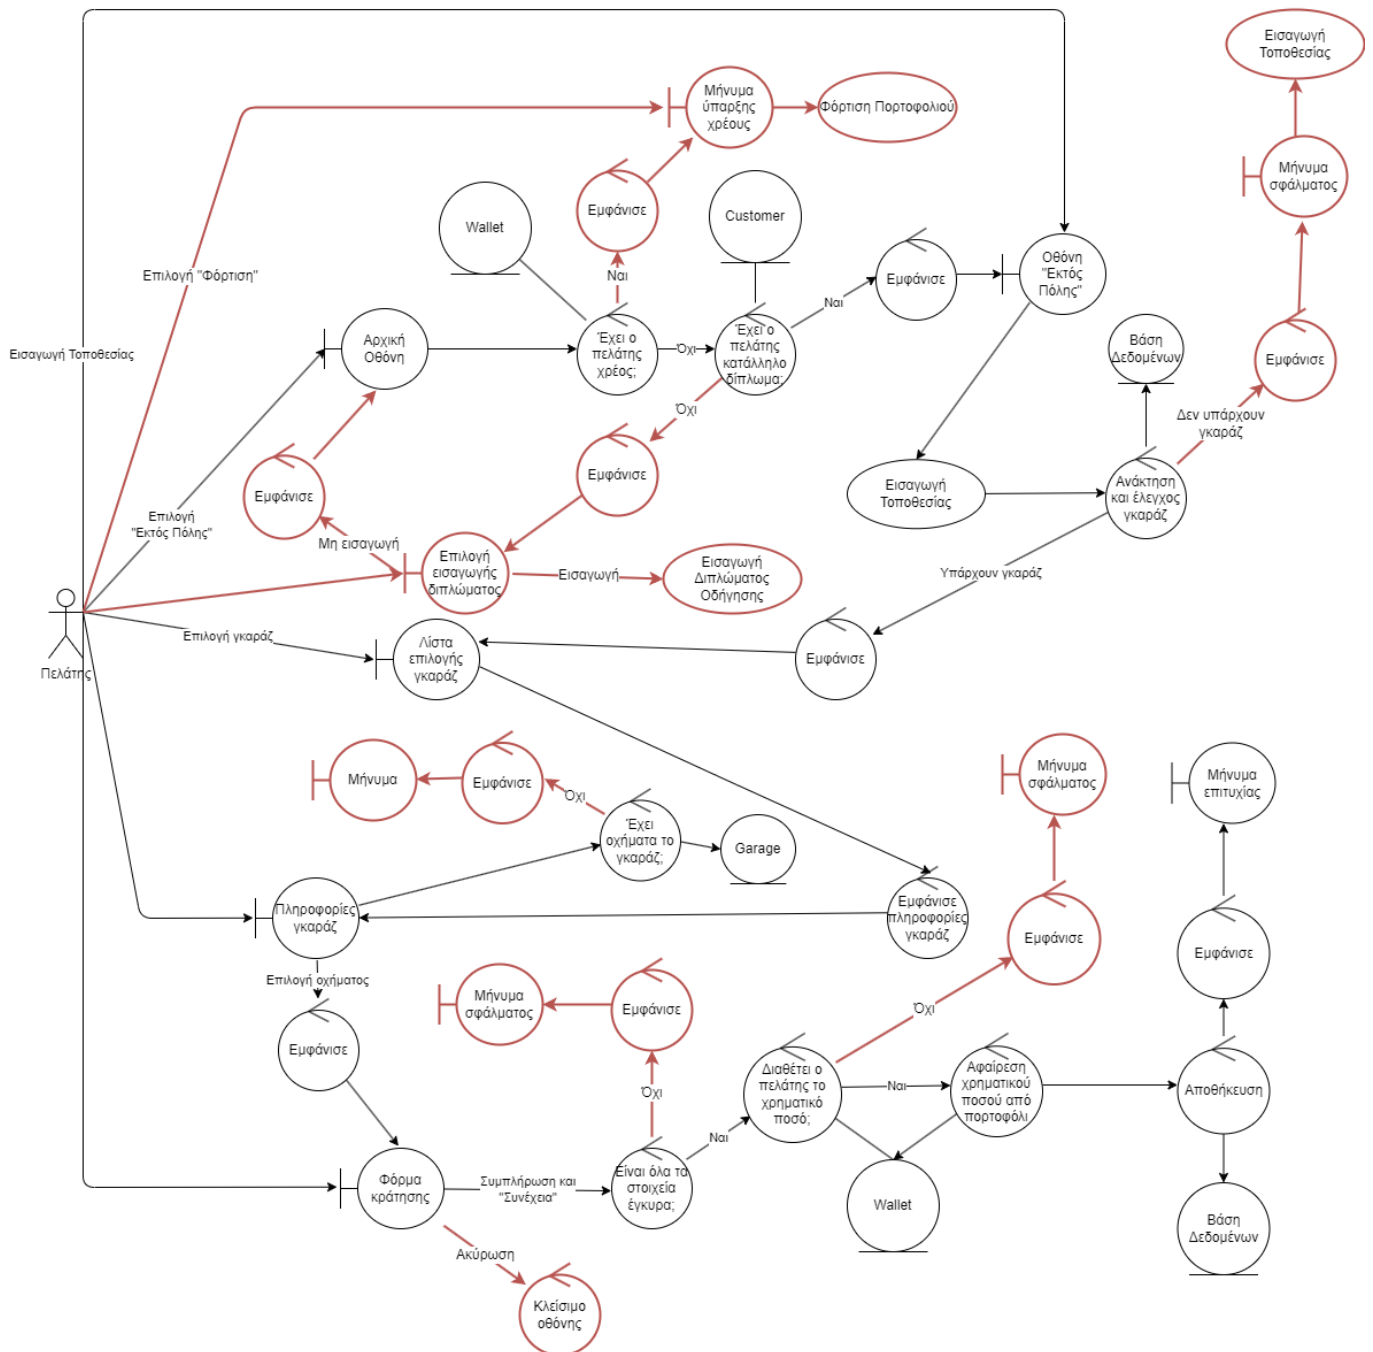 Εισαγωγή
Τοποθεσίας
Μήνυμα
ύπαρξης
χρέους
Φόρτιση Πορτοφολιού
Μήνυμα
σφάλματος
Εμφάνισε
Wallet
Customer
Επιλογή "Φόρτιση"
Ναι
Εμφάνισε
Οθόνη
"Εκτός
Πόλης"
Ναι
Εισαγωγή Τοποθεσίας
Αρχική
Οθόνη
Έχει ο
πελάτης
χρέος;
Όχι
Έχει ο
πελάτης
κατάλληλο
δίπλωμα;
Βάση
Δεδομένων
Εμφάνισε
Όχι
Δεν υπάρχουν
γκαράζ
Εμφάνισε
Εμφάνισε
Εισαγωγή
Τοποθεσίας
Ανάκτηση
και έλεγχος
γκαράζ
Επιλογή
"Εκτός Πόλης"
Μη εισαγωγή
Επιλογή
εισαγωγής
διπλώματος
Εισαγωγή
Εισαγωγή
Διπλώματος
Οδήγησης
Υπάρχουν γκαράζ
Πελάτης
Επιλογή γκαράζ
Λίστα
επιλογής
γκαράζ
Εμφάνισε
Μήνυμα
Εμφάνισε
Όχι
Έχει
οχήματα το
γκαράζ;
Garage
Μήνυμα
σφάλματος
Μήνυμα
επιτυχίας
Πληροφορίες
γκαράζ
Εμφάνισε
πληροφορίες
γκαράζ
Εμφάνισε
Εμφάνισε
Επιλογή οχήματος
Μήνυμα
σφάλματος
Εμφάνισε
Όχι
Εμφάνισε
Όχι
Διαθέτει ο
πελάτης το
χρηματικό
ποσό;
Ναι
Αφαίρεση
χρηματικού
ποσού από
πορτοφόλι
Αποθήκευση
Ναι
Φόρμα
κράτησης
Συμπλήρωση και
"Συνέχεια"
Είναι όλα τα
στοιχεία
έγκυρα;
Wallet
Βάση
Δεδομένων
Ακύρωση
Κλείσιμο
οθόνης